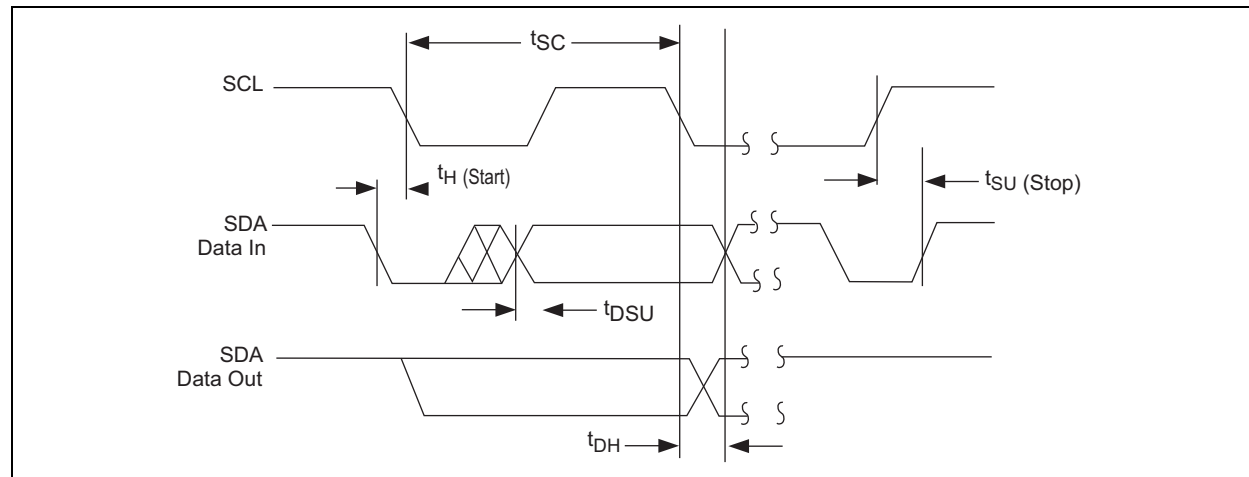 tSC
SCL
tH (Start)
tSU (Stop)
SDA
Data In
tDSU
SDA
Data Out
tDH